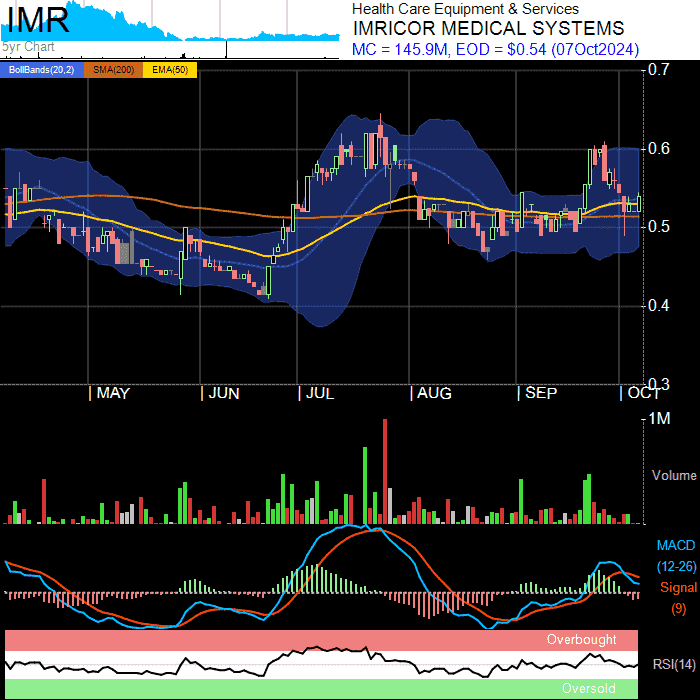 IMR
5yr Chart
Health Care Equipment & Services
IMRICOR MEDICAL SYSTEMS
MC = 145.9M, EOD = $0.54 (07Oct2024)
BollBands(20,2) SMA(200) EMA(50)
0.7
0.6
0.5
0.4
0.3
MAY JUN JUL AUG SEP OCT
1M
Volume
MACD
(12-26)
Signal
(9)
Overbought
RSI(14)
Oversold